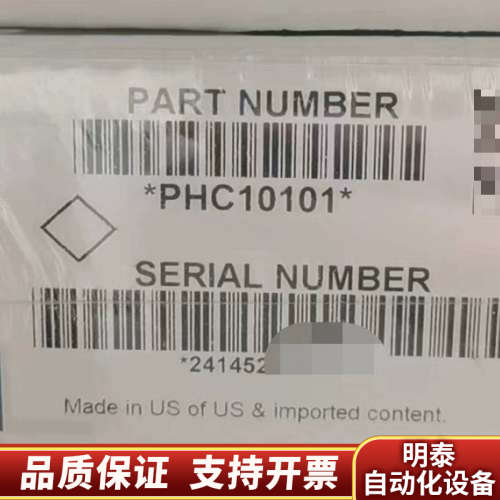 PART NUMBER
*PHC10101*
SERIAL NUMBER
*241452
Made in US of US & imported content.
品质保证 支持开票
明泰
自动化设备